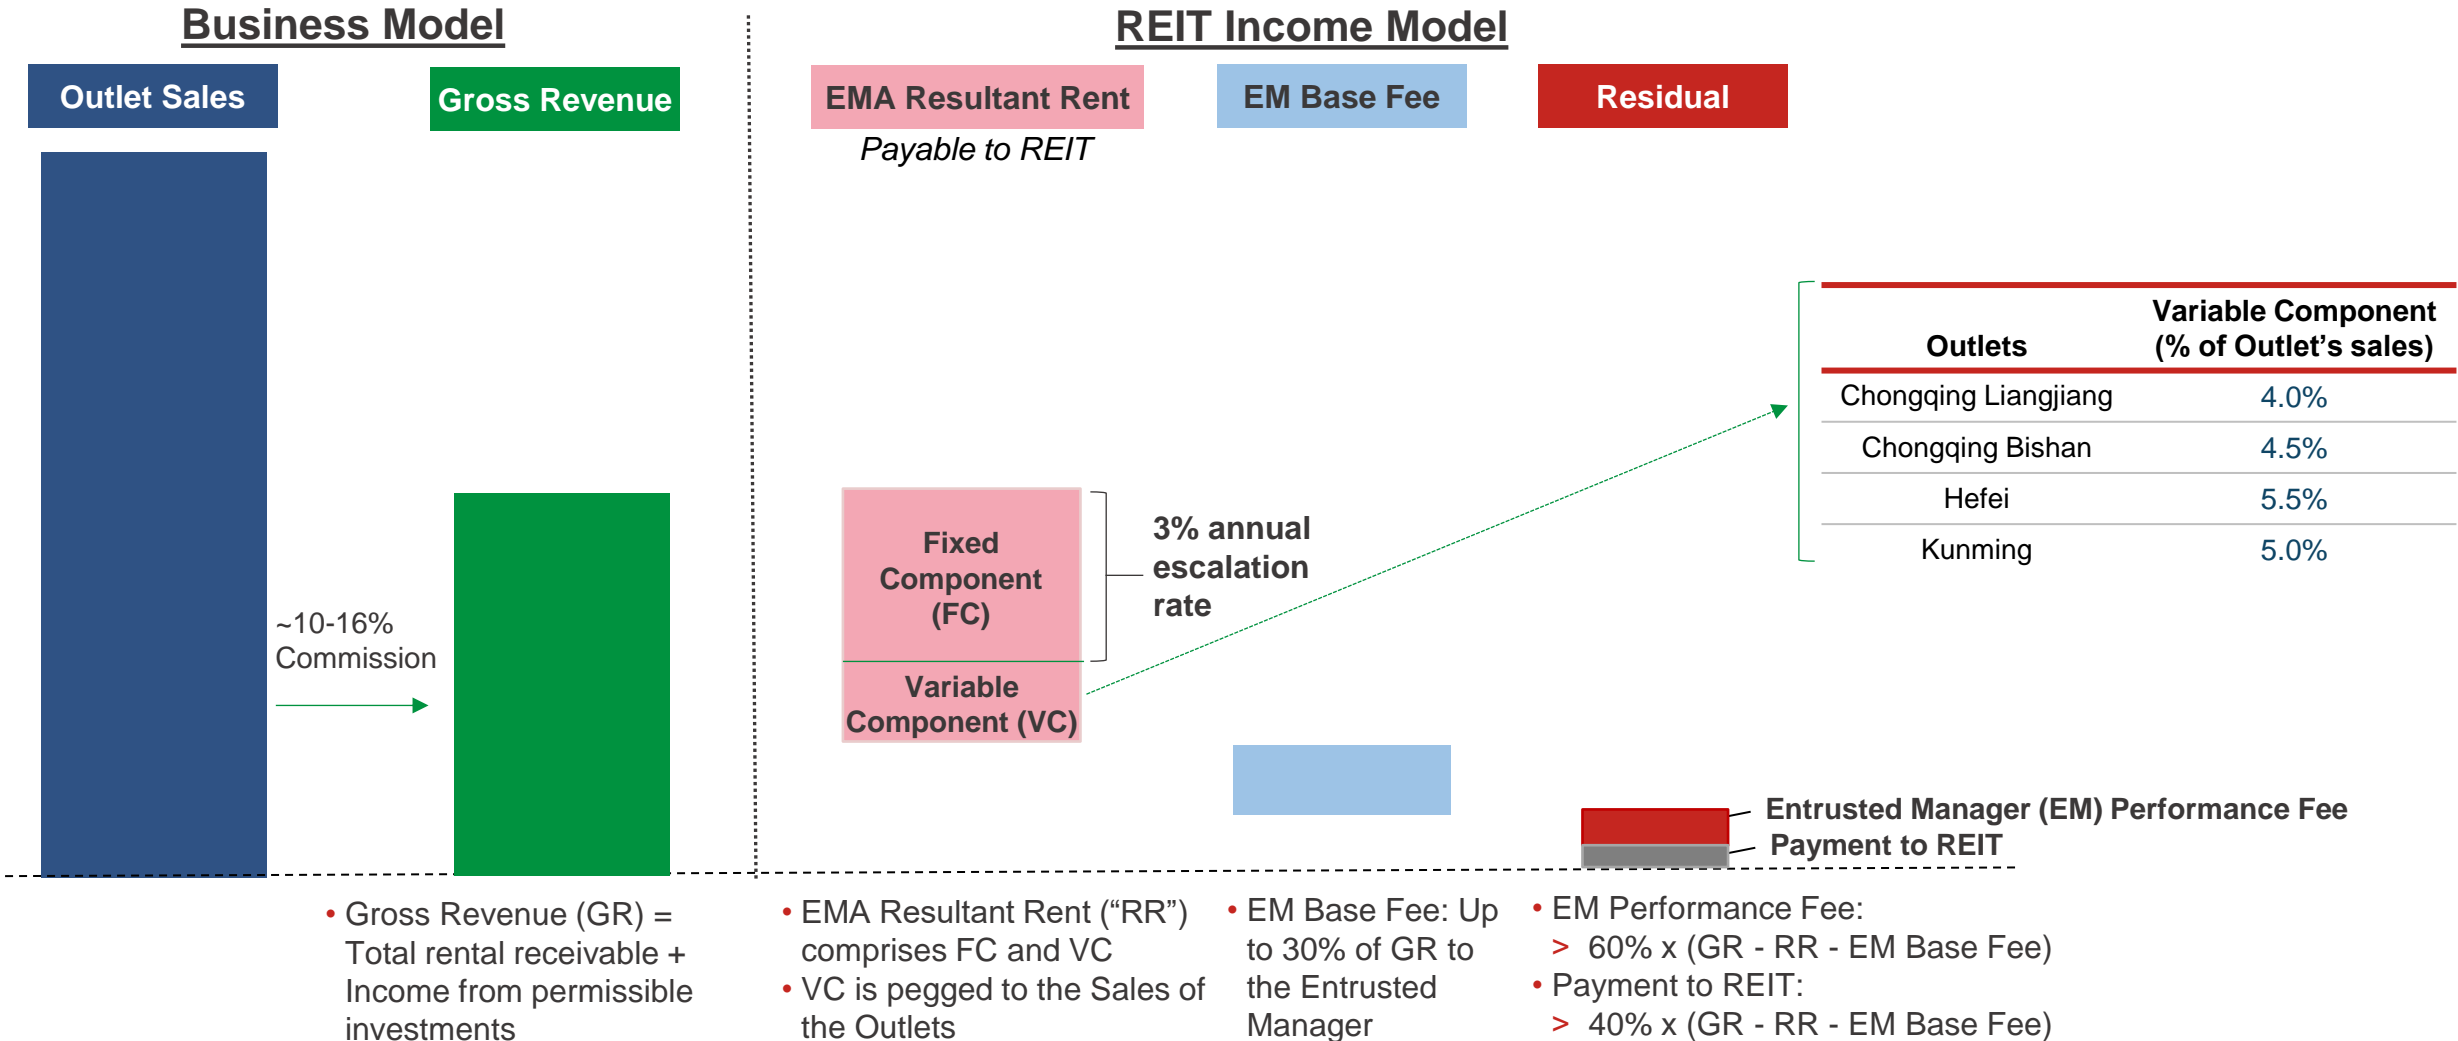 Business Model
REIT Income Model
Outlet Sales
Gross Revenue
EMA Resultant Rent
EM Base Fee
Residual
Payable to REIT
Outlets
Variable Component
(% of Outlet’s sales)
Chongqing Liangjiang 4.0%
Chongqing Bishan 4.5%
Hefei 5.5%
Kunming 5.0%
~10-16%
Commission
Fixed
Component
(FC)
3% annual
escalation
rate
Variable
Component (VC)
Entrusted Manager (EM) Performance Fee
Payment to REIT
• Gross Revenue (GR) =
Total rental receivable +
Income from permissible
investments
• EMA Resultant Rent (“RR”)
comprises FC and VC
• VC is pegged to the Sales of
the Outlets
• EM Base Fee: Up
to 30% of GR to
the Entrusted
Manager
• EM Performance Fee:
> 60% x (GR - RR - EM Base Fee)
• Payment to REIT:
> 40% x (GR - RR - EM Base Fee)